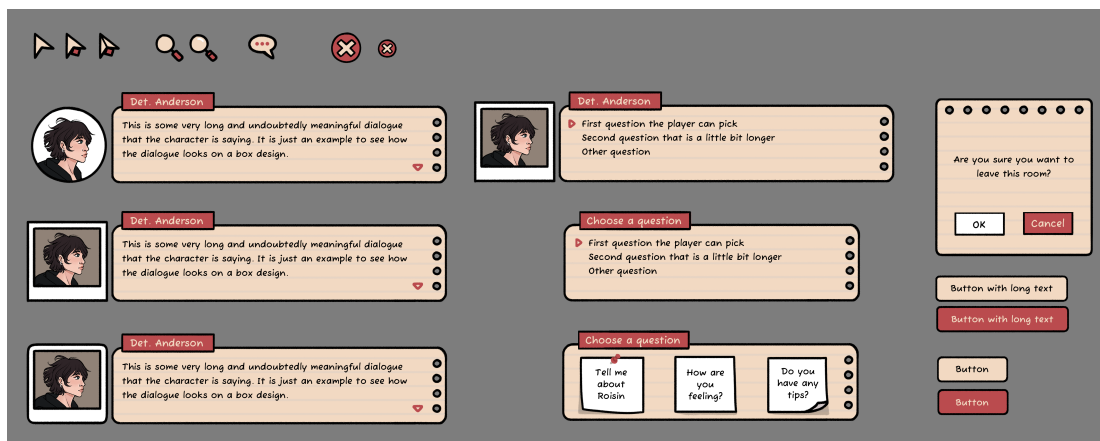 Det. Anderson
This is some very long and undoubtedly meaningful dialogue
that the character is saying. It is just an example to see how
the dialogue looks on a box design.
Det. Anderson
First question the player can pick
Second question that is a little bit longer
Other question
Are you sure you want to
leave this room?
OK
Cancel
Det. Anderson
This is some very long and undoubtedly meaningful dialogue
that the character is saying. It is just an example to see how
the dialogue looks on a box design.
Choose a question
First question the player can pick
Second question that is a little bit longer
Other question
Button with long text
Button with long text
Det. Anderson
This is some very long and undoubtedly meaningful dialogue
that the character is saying. It is just an example to see how
the dialogue looks on a box design.
Choose a question
Tell me
about
Roisin
How are
you
feeling?
Do you
have any
tips?
Button
Button